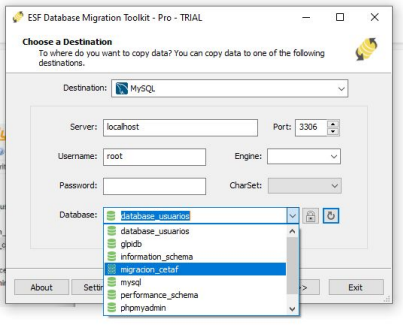 ESF Database Migration Toolkit - Pro - TRIAL
Choose a Destination
To where do you want to copy data? You can copy data to one of the following
destinations.
Destination: MySQL
Server: localhost Port: 3306
Username: root Engine:
Password: CharSet:
Database: database_usuarios
database_usuarios
glpidb
information_schema
migracion_cetaf
mysql
performance_schema
phpmyadmin
About >> Exit